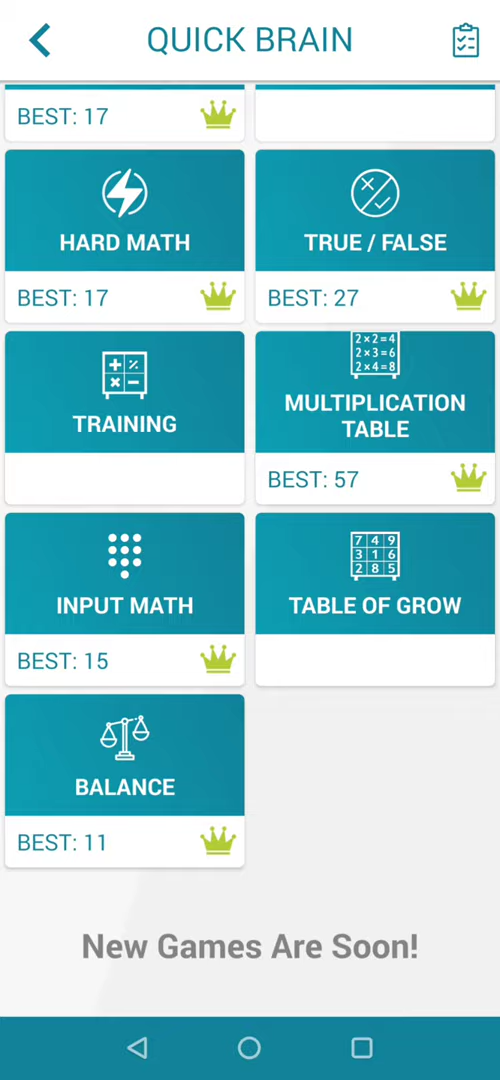 QUICK BRAIN
BEST: 17
HARD MATH
TRUE / FALSE
BEST: 17
BEST: 27
2×2=4
2×3=6
2×4=8
TRAINING
MULTIPLICATION
TABLE
BEST: 57
7 4 9
3 1 6
2 8 5
INPUT MATH
TABLE OF GROW
BEST: 15
BALANCE
BEST: 11
New Games Are Soon!